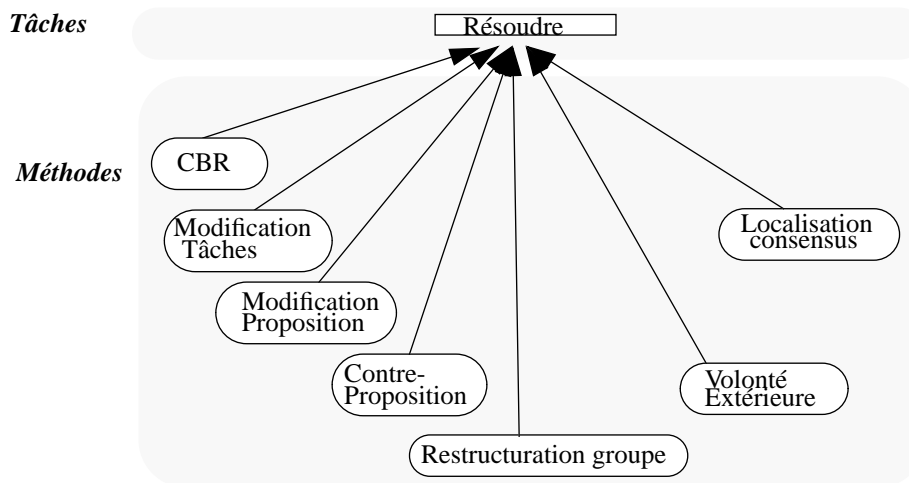 Tâches
Résoudre
Méthodes
CBR
Modification
Tâches
Modification
Proposition
Contre-
Proposition
Restructuration groupe
Volonté
Extérieure
Localisation
consensus